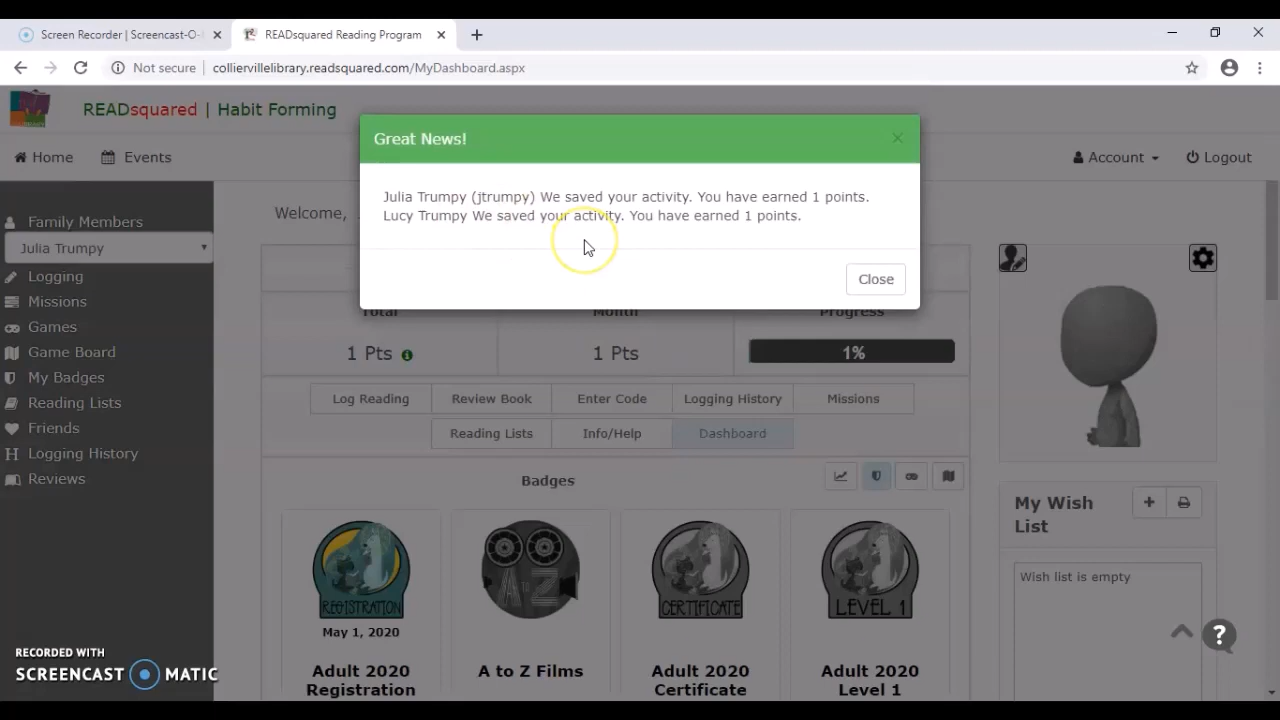 Screen Recorder | Screencast-O-
READsquared Reading Program
Not secure | colliervillelibrary.readsquared.com/MyDashboard.aspx
READsquared | Habit Forming
Great News!
Home
Events
Account
Logout
Julia Trumpy (jtrumpy) We saved your activity. You have earned 1 points.
Lucy Trumpy We saved your activity. You have earned 1 points.
Close
Welcome,
Family Members
Julia Trumpy
Logging
Missions
Games
Game Board
My Badges
Reading Lists
Friends
Logging History
Reviews
Total
Month
Progress
1 Pts
1 Pts
1%
Log Reading
Review Book
Enter Code
Logging History
Missions
Reading Lists
Info/Help
Dashboard
Badges
REGISTRATION
A TO Z
CERTIFICATE
LEVEL 1
May 1, 2020
Adult 2020
Registration
A to Z Films
Adult 2020
Certificate
Adult 2020
Level 1
My Wish
List
Wish list is empty
?
RECORDED WITH
SCREENCAST MATIC